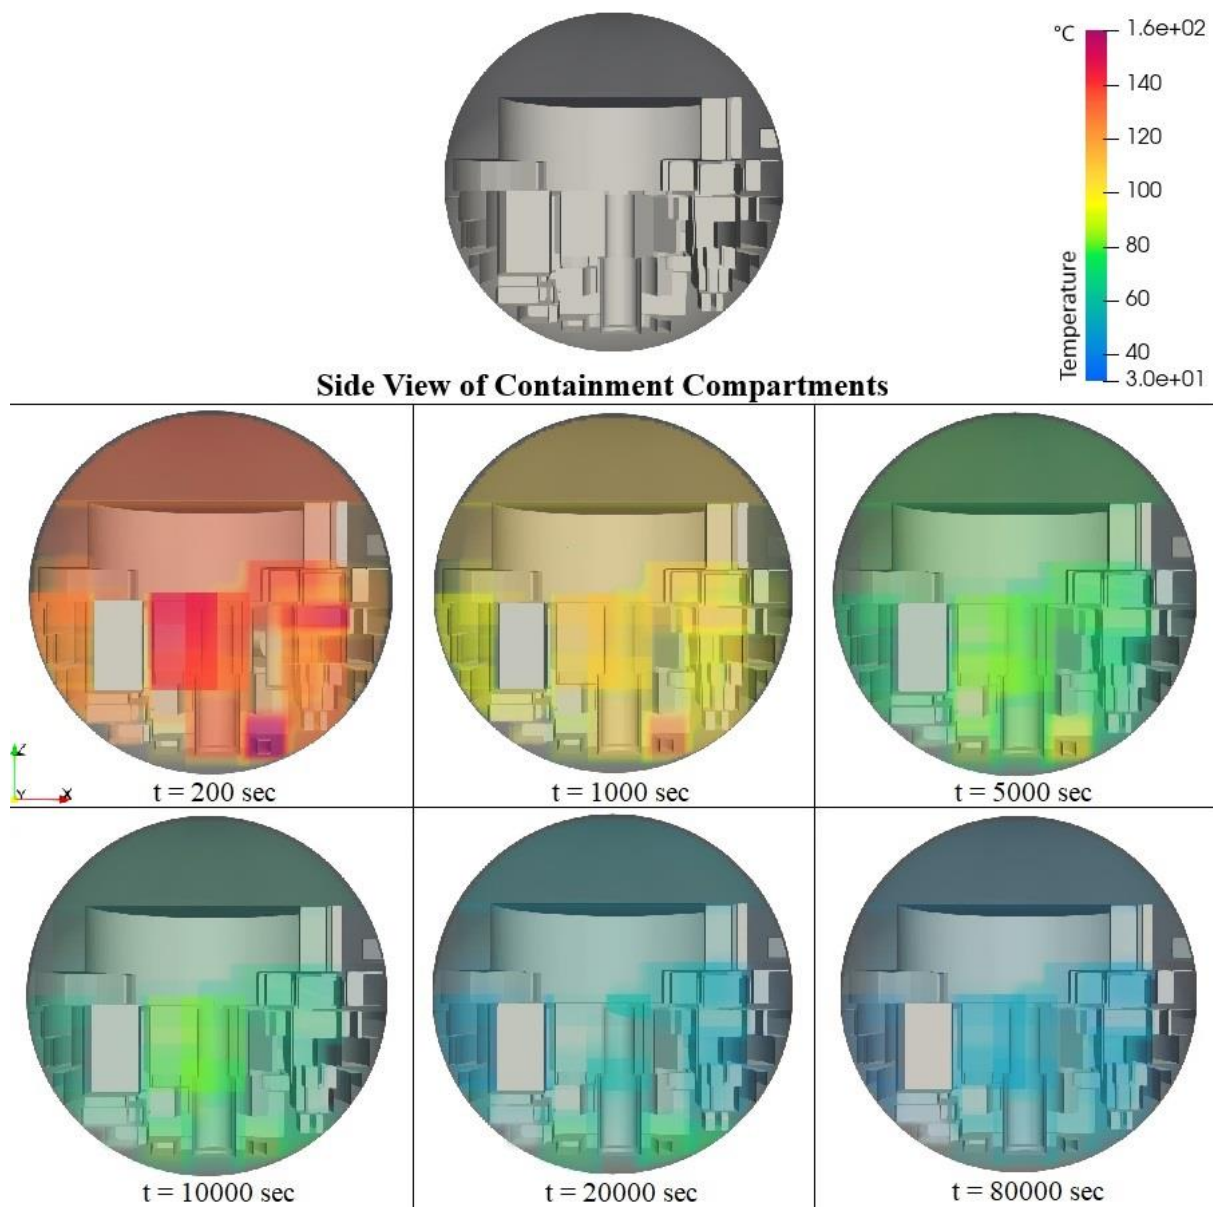 °C
1.6e+02
140
120
100
80
60
40
3.0e+01
Temperature
Side View of Containment Compartments
Z
Y X
t = 200 sec
t = 1000 sec
t = 5000 sec
t = 10000 sec
t = 20000 sec
t = 80000 sec